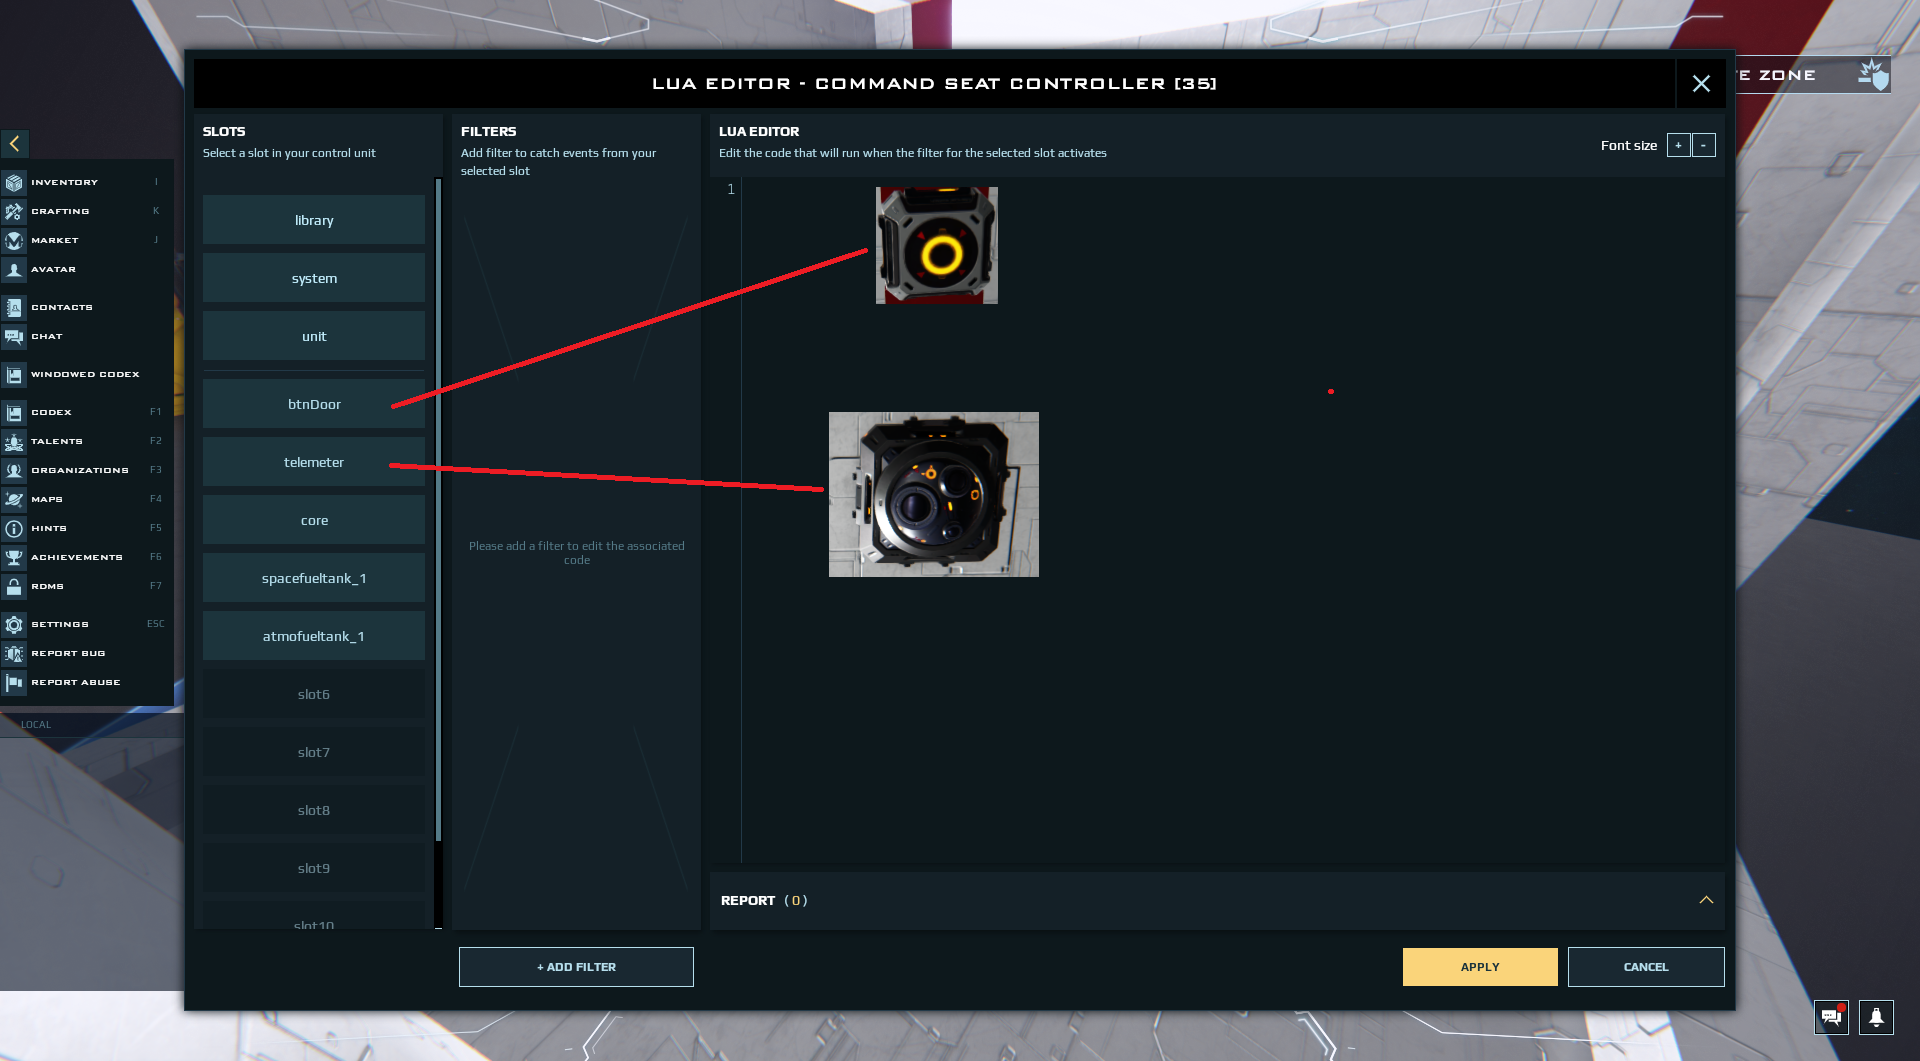 LUA EDITOR - COMMAND SEAT CONTROLLER [35]
E ZONE
SLOTS
Select a slot in your control unit
library
system
unit
btnDoor
telemeter
core
spacefueltank_1
atmofueltank_1
slot6
slot7
slot8
slot9
slot10
FILTERS
Add filter to catch events from your
selected slot
Please add a filter to edit the associated
code
+ ADD FILTER
LUA EDITOR
Edit the code that will run when the filter for the selected slot activates
Font size + -
1
REPORT (0)
APPLY
CANCEL
INVENTORY I
CRAFTING K
MARKET J
AVATAR
CONTACTS
CHAT
WINDOWED CODEX
CODEX F1
TALENTS F2
ORGANIZATIONS F3
MAPS F4
HINTS F5
ACHIEVEMENTS F6
RDMS F7
SETTINGS ESC
REPORT BUG
REPORT ABUSE
LOCAL